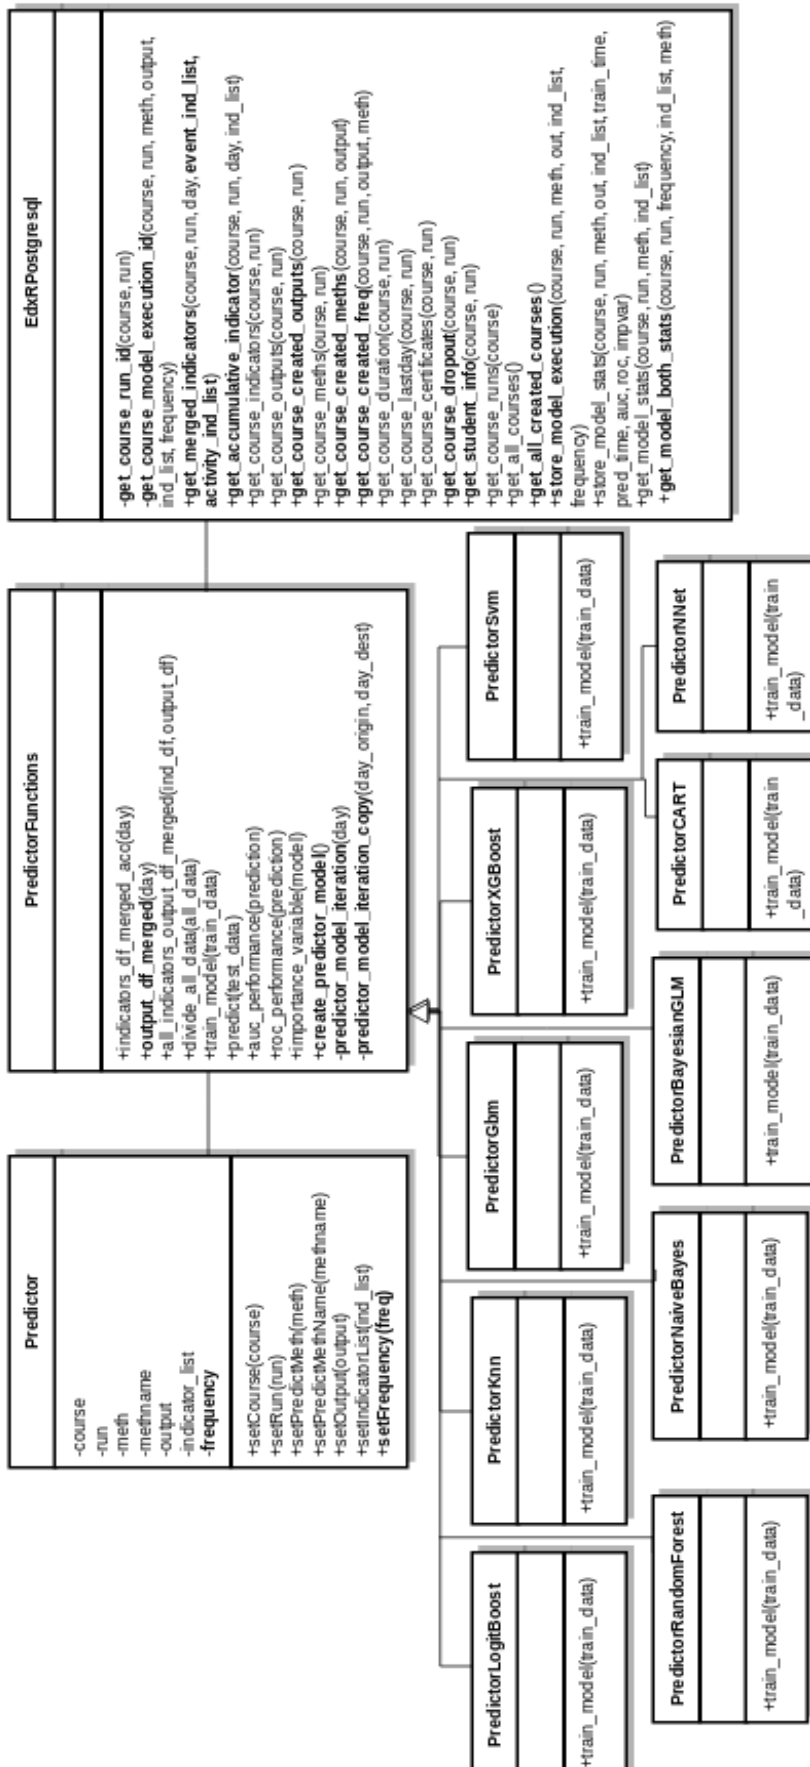 Predictor
-course
-run
-meth
-methname
-output
-indicator_list
-frequency
+setCourse(course)
+setRun(run)
+setPredictMeth(meth)
+setPredictMethName(methname)
+setOutput(output)
+setIndicatorList(ind_list)
+setFrequency(freq)
PredictorFunctions
+indicators_df_merged_acc(day)
+output_df_merged(day)
+all_indicators_output_df_merged(ind_df,output_df)
+divide_all_data(all_data)
+train_model(train_data)
+predict(test_data)
+auc_performance(prediction)
+roc_performance(prediction)
+importance_variable(model)
+create_predictor_model()
-predictor_model_iteration(day)
-predictor_model_iteration_copy(day_origin, day_dest)
EdxRPostgresql
-get_course_run_id(course,run)
-get_course_model_execution_id(course, run, meth, output,
ind_list, frequency)
+get_merged_indicators(course, run, day, event_ind_list,
activity_ind_list)
+get_accumulative_indicator(course, run, day, ind_list)
+get_course_indicators(course, run)
+get_course_outputs(course, run)
+get_course_created_outputs(course, run)
+get_course_meths(ourse, run)
+get_course_created_meths(course, run, output)
+get_course_created_freq(course, run, output, meth)
+get_course_duration(course, run)
+get_course_lastday(course, run)
+get_course_certificates(course, run)
+get_course_dropout(course, run)
+get_student_info(course, run)
+get_course_runs(course)
+get_all_courses()
+get_all_created_courses()
+store_model_execution(course, run, meth, out, ind_list,
frequency)
+store_model_stats(course, run, meth, out, ind_list, train_time,
pred_time, auc, roc, impvar)
+get_model_stats(course, run, meth, ind_list)
+get_model_both_stats(course, run, frequency, ind_list, meth)
PredictorLogitBoost
+train_model(train_data)
PredictorKnn
+train_model(train_data)
PredictorGbm
+train_model(train_data)
PredictorXGBoost
+train_model(train_data)
PredictorSvm
+train_model(train_data)
PredictorRandomForest
+train_model(train_data)
PredictorNaiveBayes
+train_model(train_data)
PredictorBayesianGLM
+train_model(train_data)
PredictorCART
+train_model(train
_data)
PredictorNNet
+train_model(train
_data)